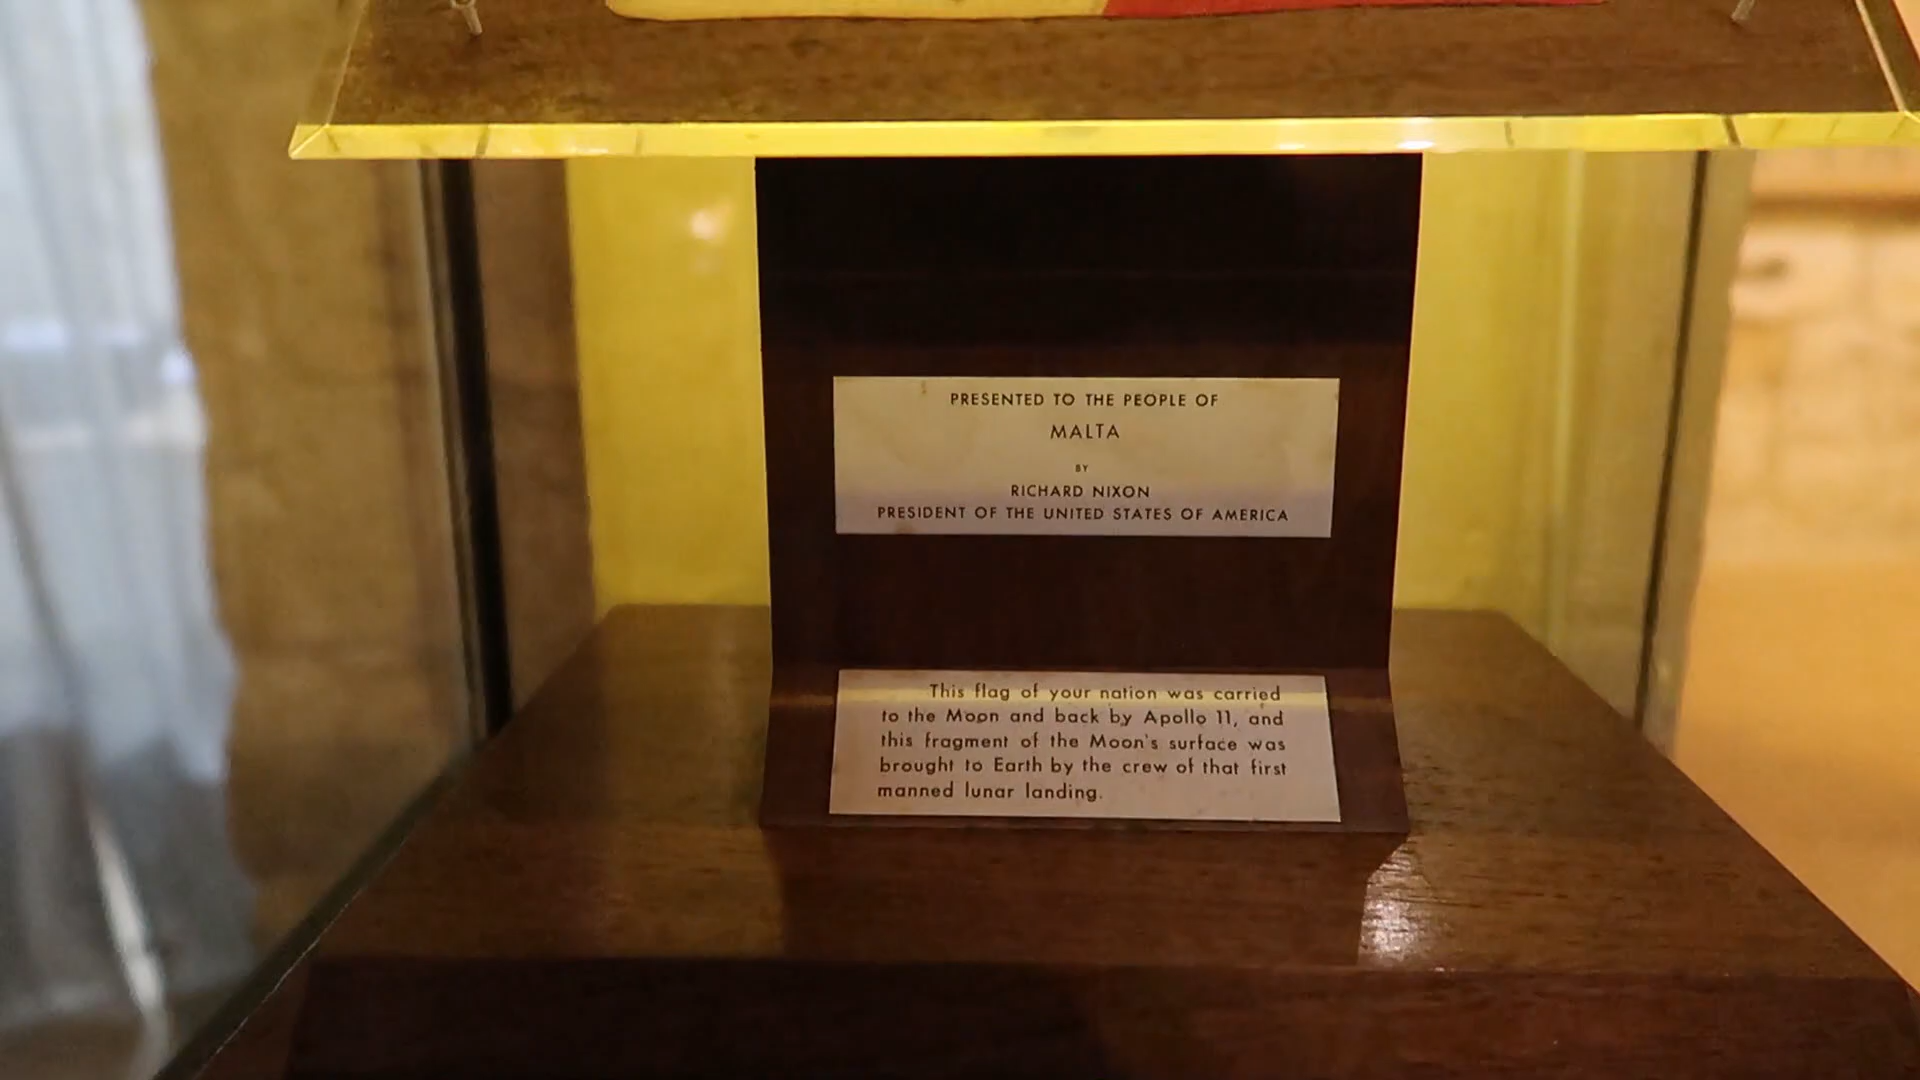 PRESENTED TO THE PEOPLE OF
MALTA
BY
RICHARD NIXON
PRESIDENT OF THE UNITED STATES OF AMERICA
This flag of your nation was carried
to the Moon and back by Apollo 11, and
this fragment of the Moon's surface was
brought to Earth by the crew of that first
manned lunar landing.